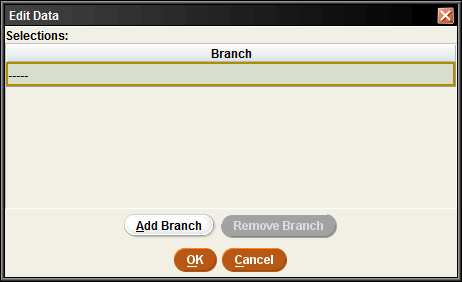 Edit Data
Selections:
Branch
-----
Add Branch Remove Branch
OK Cancel